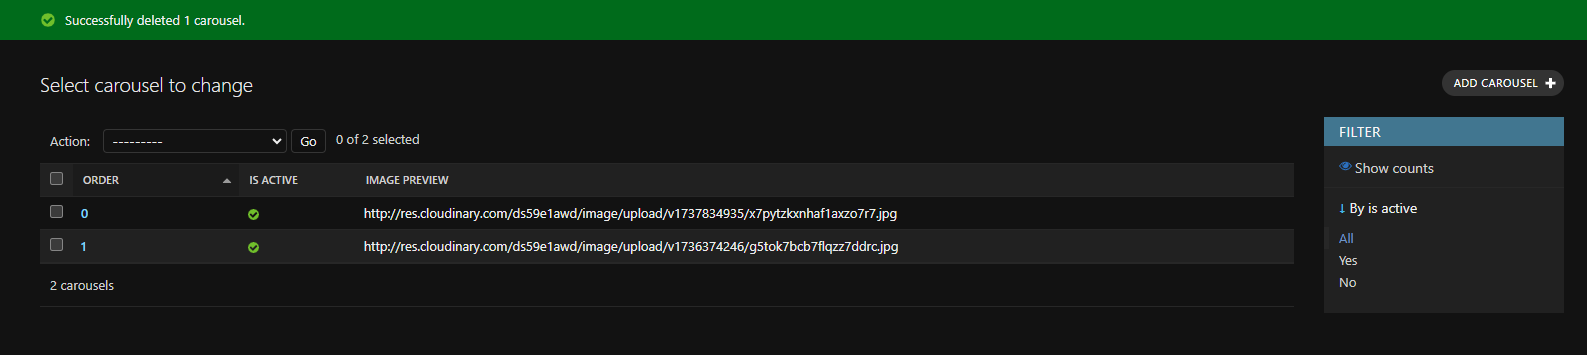 Successfully deleted 1 carousel.
Select carousel to change
ADD CAROUSEL
Action: --------- Go 0 of 2 selected
ORDER IS ACTIVE IMAGE PREVIEW
0 http://res.cloudinary.com/ds59e1awd/image/upload/v1737834935/x7pytzkxnhaf1axzo7r7.jpg
1 http://res.cloudinary.com/ds59e1awd/image/upload/v1736374246/g5tok7bcb7flqzz7ddrc.jpg
2 carousels
FILTER
Show counts
↓ By is active
All
Yes
No